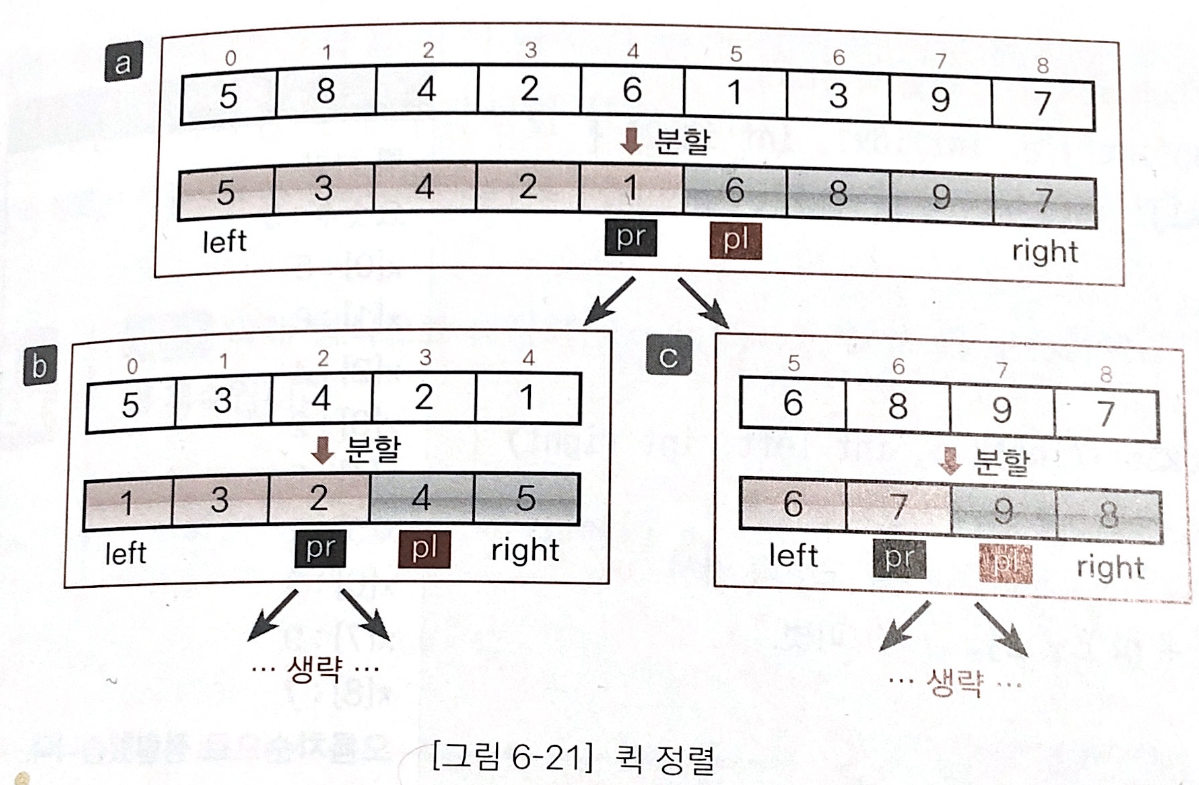 a
0 1 2 3 4 5 6 7 8
5 8 4 2 6 1 3 9 7
분할
5 3 4 2 1 6 8 9 7
left pr pl right
b
0 1 2 3 4
5 3 4 2 1
분할
1 3 2 4 5
left pr pl right
… 생략 …
c
5 6 7 8
6 8 9 7
분할
6 7 9 8
left pr pl right
… 생략 …
[그림 6-21] 퀵 정렬